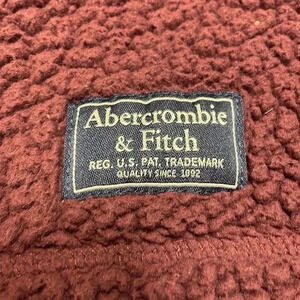 Abercrombie
& Fitch
REG. U.S. PAT. TRADEMARK
QUALITY SINCE 1892